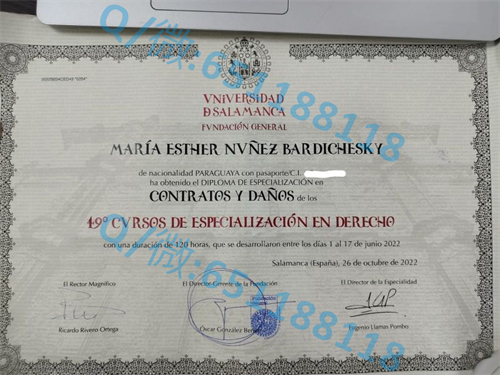 VNIVERSIDAD
D SALAMANCA
FVNDACIÓN GENERAL
MARÍA ESTHER NVÑEZ BARDICHESKY
de nacionalidad PARAGUAYA con pasaporte/C.I.
ha obtenido el DIPLOMA DE ESPECIALIZACIÓN en
CONTRATOS Y DAÑOS de los
49º CVRSOS DE ESPECIALIZACIÓN EN DERECHO
con una duración de 120 horas, que se desarrollaron entre los días 1 al 17 de junio 2022
Salamanca (España), 26 de octubre de 2022
El Rector Magnífico
El Director Gerente de la Fundación
El Director de la Especialidad
Ricardo Rivero Ortega
Óscar González
Eugenio Llamas Pombo
Q/微:657188118
Q/微:657188118